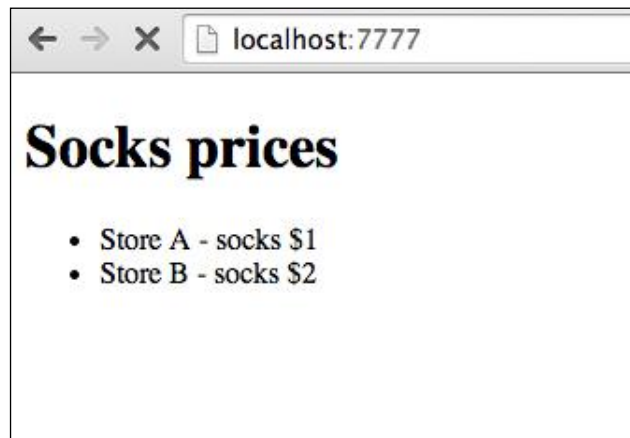 localhost:7777
Socks prices
Store A - socks $1
Store B - socks $2